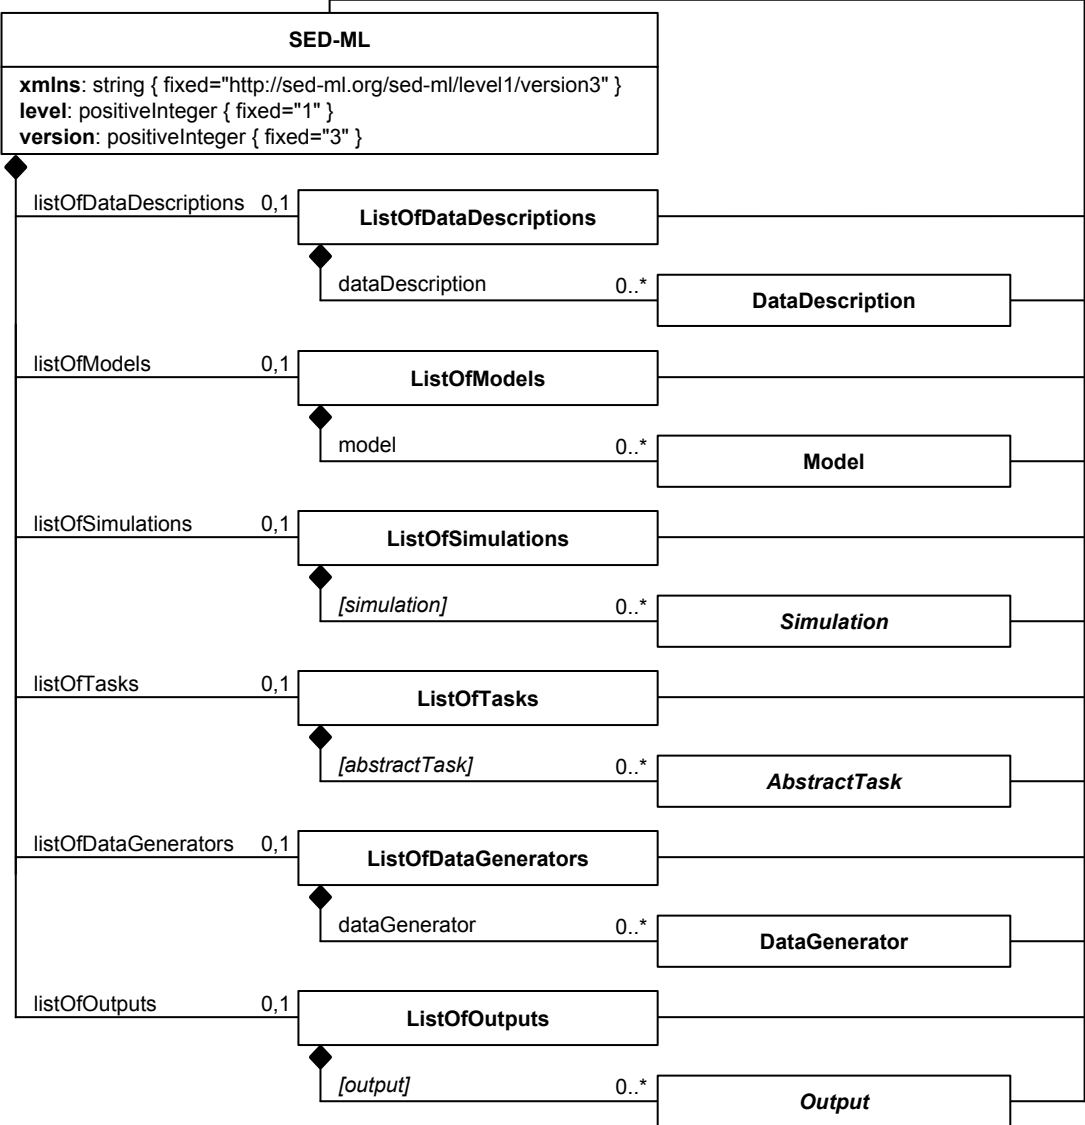 SED-ML
xmlns: string { fixed="http://sed-ml.org/sed-ml/level1/version3" }
level: positiveInteger { fixed="1" }
version: positiveInteger { fixed="3" }
listOfDataDescriptions 0,1
ListOfDataDescriptions
dataDescription 0..*
DataDescription
listOfModels 0,1
ListOfModels
model 0..*
Model
listOfSimulations 0,1
ListOfSimulations
[simulation] 0..*
Simulation
listOfTasks 0,1
ListOfTasks
[abstractTask] 0..*
AbstractTask
listOfDataGenerators 0,1
ListOfDataGenerators
dataGenerator 0..*
DataGenerator
listOfOutputs 0,1
ListOfOutputs
[output] 0..*
Output